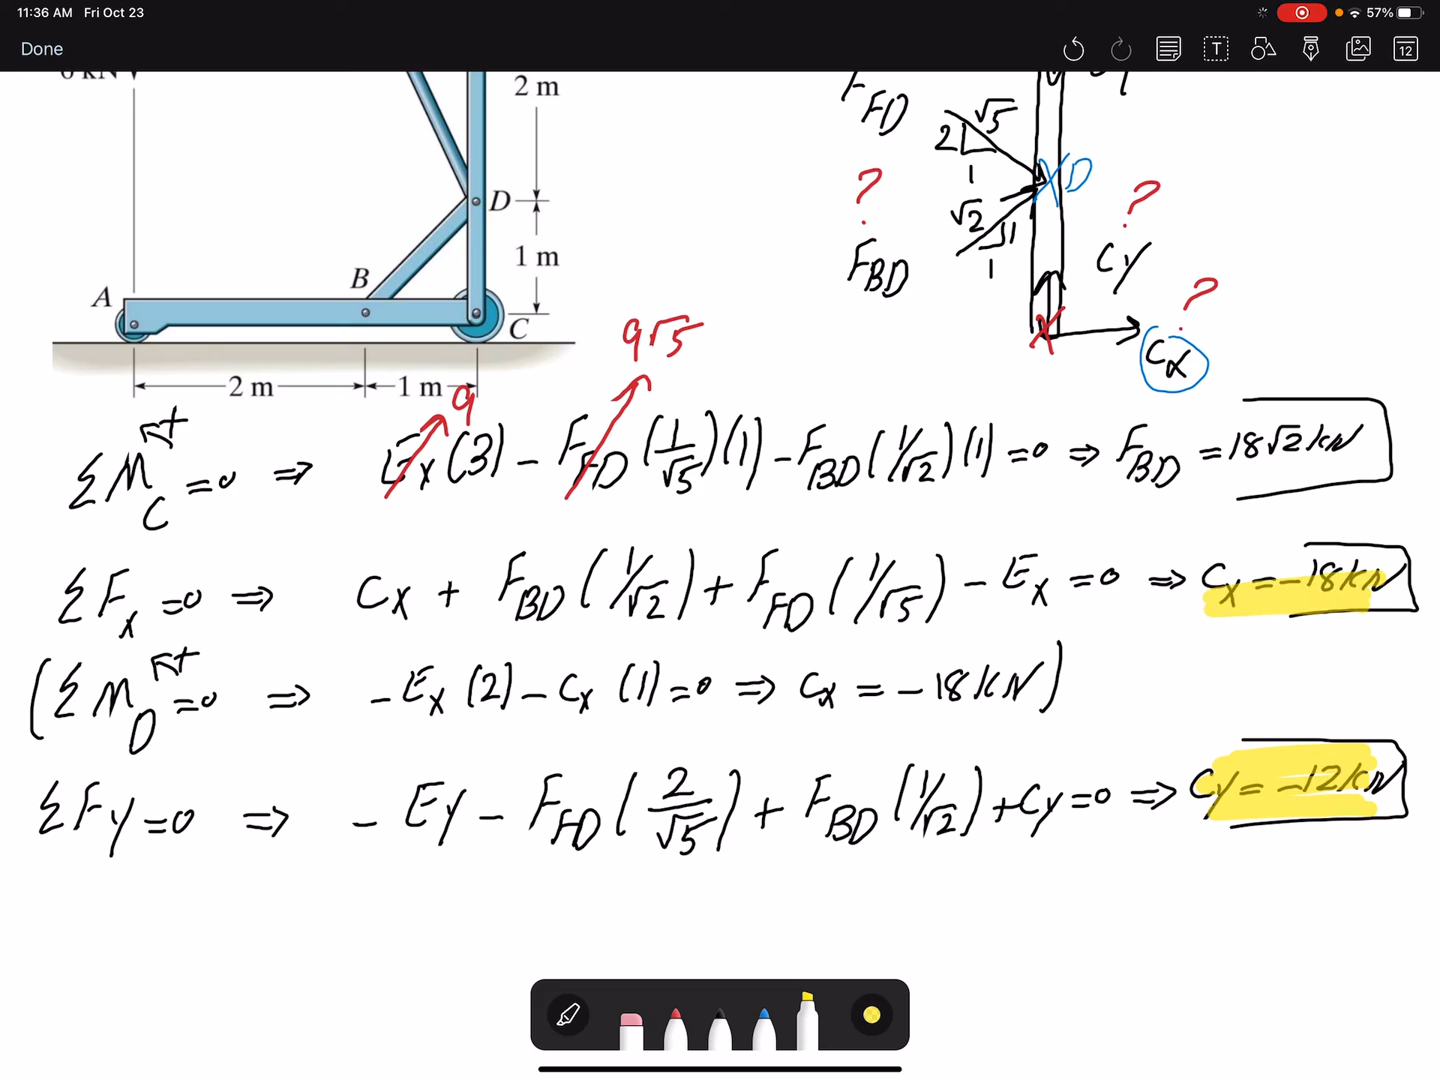 11:36 AM Fri Oct 23
57%
Done
T
12
6 kN
2 m
D
1 m
B
A
C
2 m
1 m
F_FD
2
√5
1
D
?
?
√2
1
1
F_BD
Cy
?
Cx
9
9√5
ΣM_C = 0 ⇒ Ex(3) - F_FD(1/√5)(1) - F_BD(1/√2)(1) = 0 ⇒ F_BD = 18√2 kN
ΣF_x = 0 ⇒ Cx + F_BD(1/√2) + F_FD(1/√5) - Ex = 0 ⇒ Cx = -18 kN
(ΣM_D = 0 ⇒ -Ex(2) - Cx(1) = 0 ⇒ Cx = -18 kN)
ΣFy = 0 ⇒ -Ey - F_FD(2/√5) + F_BD(1/√2) + Cy = 0 ⇒ Cy = -12 kN